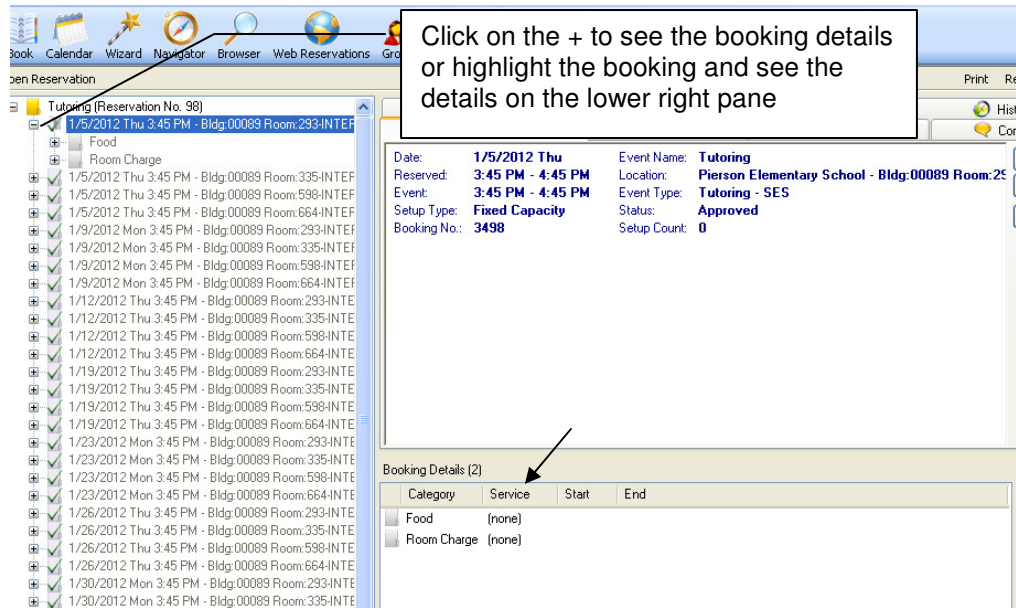 Book Calendar Wizard Navigator Browser Web Reservations
Click on the + to see the booking details
or highlight the booking and see the
details on the lower right pane
Open Reservation
Print
Tutoring (Reservation No. 98)
1/5/2012 Thu 3:45 PM - Bldg:00089 Room:293-INTEF
Food
Room Charge
1/5/2012 Thu 3:45 PM - Bldg:00089 Room:335-INTEF
1/5/2012 Thu 3:45 PM - Bldg:00089 Room:598-INTEF
1/5/2012 Thu 3:45 PM - Bldg:00089 Room:664-INTEF
1/9/2012 Mon 3:45 PM - Bldg:00089 Room:293-INTEF
1/9/2012 Mon 3:45 PM - Bldg:00089 Room:335-INTEF
1/9/2012 Mon 3:45 PM - Bldg:00089 Room:598-INTEF
1/9/2012 Mon 3:45 PM - Bldg:00089 Room:664-INTEF
1/12/2012 Thu 3:45 PM - Bldg:00089 Room:293-INTE
1/12/2012 Thu 3:45 PM - Bldg:00089 Room:335-INTE
1/12/2012 Thu 3:45 PM - Bldg:00089 Room:598-INTE
1/12/2012 Thu 3:45 PM - Bldg:00089 Room:664-INTE
1/19/2012 Thu 3:45 PM - Bldg:00089 Room:293-INTE
1/19/2012 Thu 3:45 PM - Bldg:00089 Room:335-INTE
1/19/2012 Thu 3:45 PM - Bldg:00089 Room:598-INTE
1/19/2012 Thu 3:45 PM - Bldg:00089 Room:664-INTE
1/23/2012 Mon 3:45 PM - Bldg:00089 Room:293-INTE
1/23/2012 Mon 3:45 PM - Bldg:00089 Room:335-INTE
1/23/2012 Mon 3:45 PM - Bldg:00089 Room:598-INTE
1/23/2012 Mon 3:45 PM - Bldg:00089 Room:664-INTE
1/26/2012 Thu 3:45 PM - Bldg:00089 Room:293-INTE
1/26/2012 Thu 3:45 PM - Bldg:00089 Room:335-INTE
1/26/2012 Thu 3:45 PM - Bldg:00089 Room:598-INTE
1/26/2012 Thu 3:45 PM - Bldg:00089 Room:664-INTE
1/30/2012 Mon 3:45 PM - Bldg:00089 Room:293-INTE
1/30/2012 Mon 3:45 PM - Bldg:00089 Room:335-INTE
Date: 1/5/2012 Thu Event Name: Tutoring
Reserved: 3:45 PM - 4:45 PM Location: Pierson Elementary School - Bldg:00089 Room:29
Event: 3:45 PM - 4:45 PM Event Type: Tutoring - SES
Setup Type: Fixed Capacity Status: Approved
Booking No.: 3498 Setup Count: 0
Booking Details (2)
Category Service Start End
Food (none)
Room Charge (none)